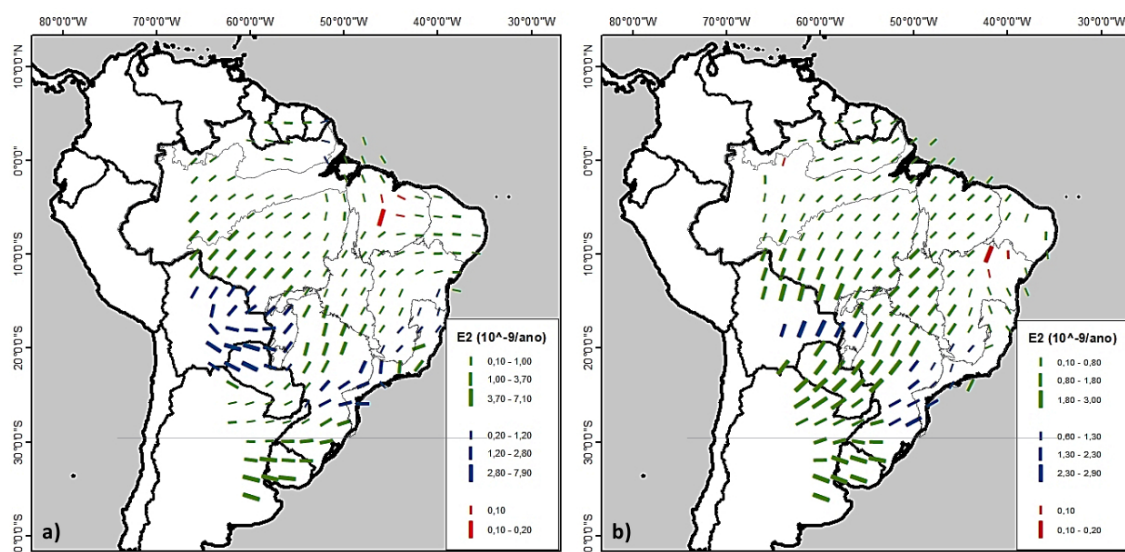 80°0'0"W 70°0'0"W 60°0'0"W 50°0'0"W 40°0'0"W 30°0'0"W
10°0'0"N
0°0'0"
10°0'0"S
20°0'0"S
30°0'0"S
0°0'0"S
E2 (10^-9/ano)
0,10 - 1,00
1,00 - 3,70
3,70 - 7,10
0,20 - 1,20
1,20 - 2,80
2,80 - 7,90
0,10
0,10 - 0,20
a)
80°0'0"W 70°0'0"W 60°0'0"W 50°0'0"W 40°0'0"W 30°0'0"W
10°0'0"N
0°0'0"
10°0'0"S
20°0'0"S
30°0'0"S
0°0'0"S
E2 (10^-9/ano)
0,10 - 0,80
0,80 - 1,80
1,80 - 3,00
0,60 - 1,30
1,30 - 2,30
2,30 - 2,90
0,10
0,10 - 0,20
b)